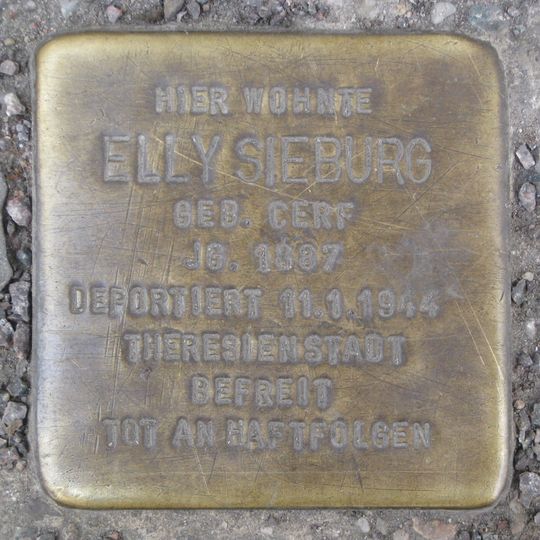 HIER WOHNTE
ELLY SIEBURG
GEB. CERF
JG. 1887
DEPORTIERT 11.1.1944
THERESIENSTADT
BEFREIT
TOT AN HAFTFOLGEN